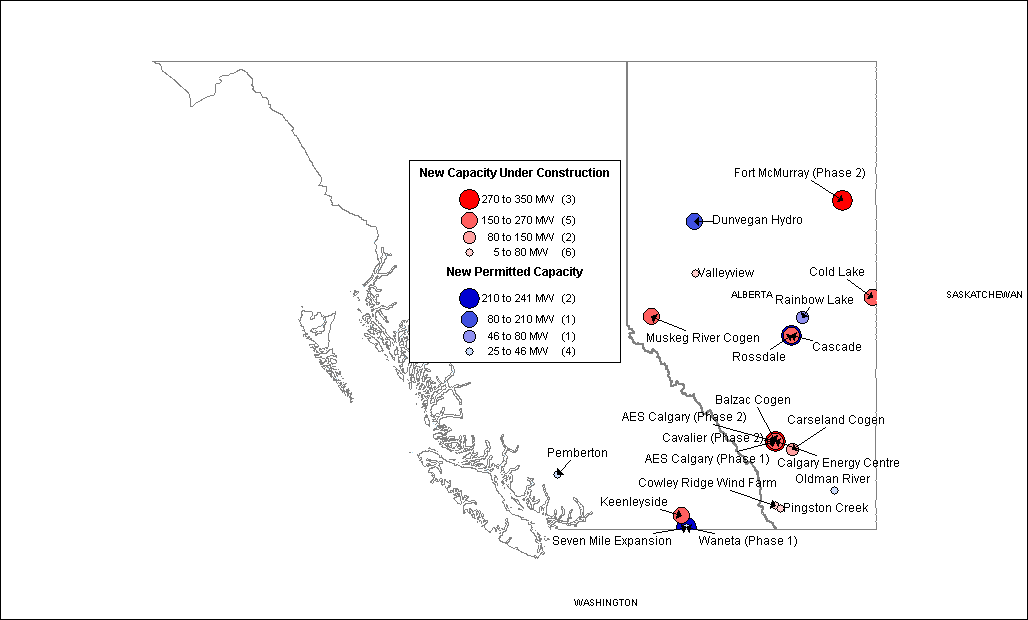 New Capacity Under Construction
270 to 350 MW (3)
150 to 270 MW (5)
80 to 150 MW (2)
5 to 80 MW (6)
New Permitted Capacity
210 to 241 MW (2)
80 to 210 MW (1)
46 to 80 MW (1)
25 to 46 MW (4)
Fort McMurray (Phase 2)
Dunvegan Hydro
Valleyview
Cold Lake
ALBERTA
SASKATCHEWAN
Rainbow Lake
Muskeg River Cogen
Cascade
Rossdale
Balzac Cogen
AES Calgary (Phase 2)
Carseland Cogen
Cavalier (Phase 2)
AES Calgary (Phase 1)
Calgary Energy Centre
Pemberton
Oldman River
Cowley Ridge Wind Farm
Keenleyside
Pingston Creek
Seven Mile Expansion
Waneta (Phase 1)
WASHINGTON